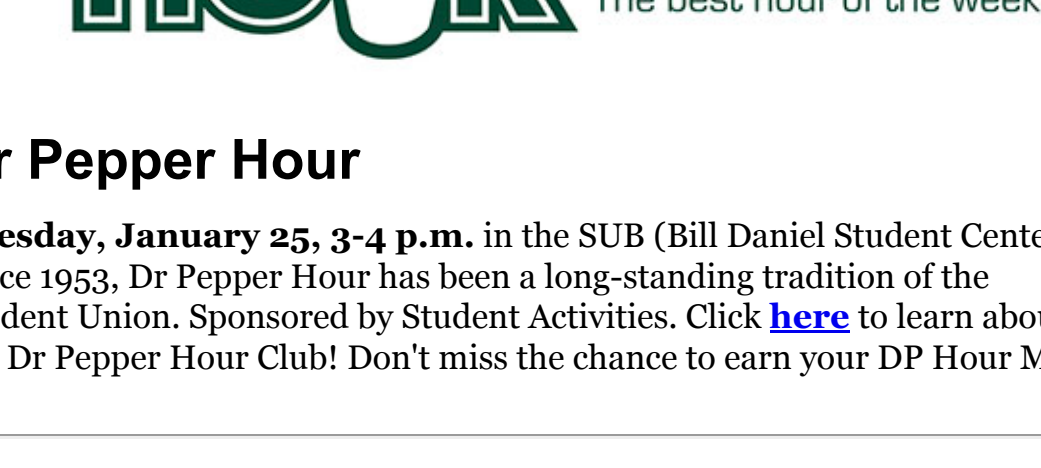 HOUR The best hour of the week
r Pepper Hour
esday, January 25, 3-4 p.m. in the SUB (Bill Daniel Student Cente
ce 1953, Dr Pepper Hour has been a long-standing tradition of the
dent Union. Sponsored by Student Activities. Click here to learn abou
Dr Pepper Hour Club! Don't miss the chance to earn your DP Hour M